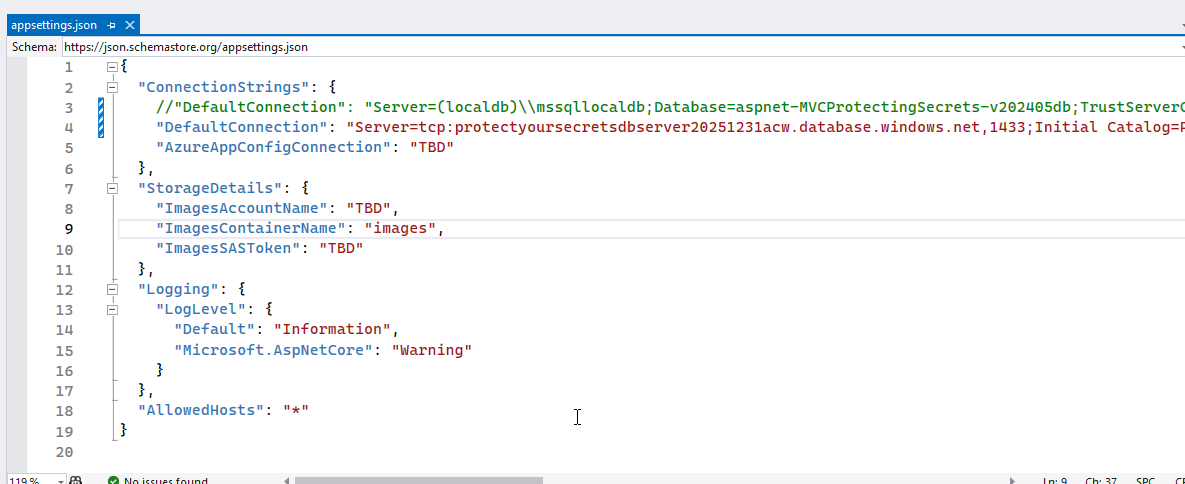 appsettings.json
Schema: https://json.schemastore.org/appsettings.json
1 {
2 "ConnectionStrings": {
3 //"DefaultConnection": "Server=(localdb)\\mssqllocaldb;Database=aspnet-MVCProtectingSecrets-v202405db;TrustServerC
4 "DefaultConnection": "Server=tcp:protectyoursecretsdbserver20251231acw.database.windows.net,1433;Initial Catalog=P
5 "AzureAppConfigConnection": "TBD"
6 },
7 "StorageDetails": {
8 "ImagesAccountName": "TBD",
9 "ImagesContainerName": "images",
10 "ImagesSASToken": "TBD"
11 },
12 "Logging": {
13 "LogLevel": {
14 "Default": "Information",
15 "Microsoft.AspNetCore": "Warning"
16 }
17 },
18 "AllowedHosts": "*"
19 }
20
119 % No issues found Ln: 9 Ch: 37 SPC